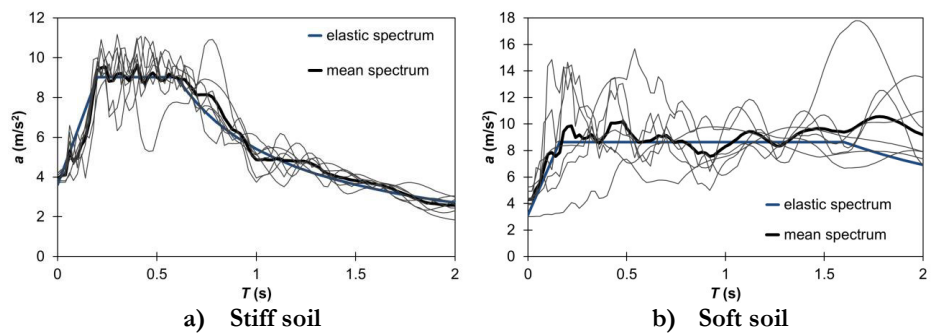 12
10
8
6
4
2
0
a (m/s²)
0 0.5 1 1.5 2
T (s)
elastic spectrum
mean spectrum
a) Stiff soil
18
16
14
12
10
8
6
4
2
0
a (m/s²)
0 0.5 1 1.5 2
T (s)
elastic spectrum
mean spectrum
b) Soft soil